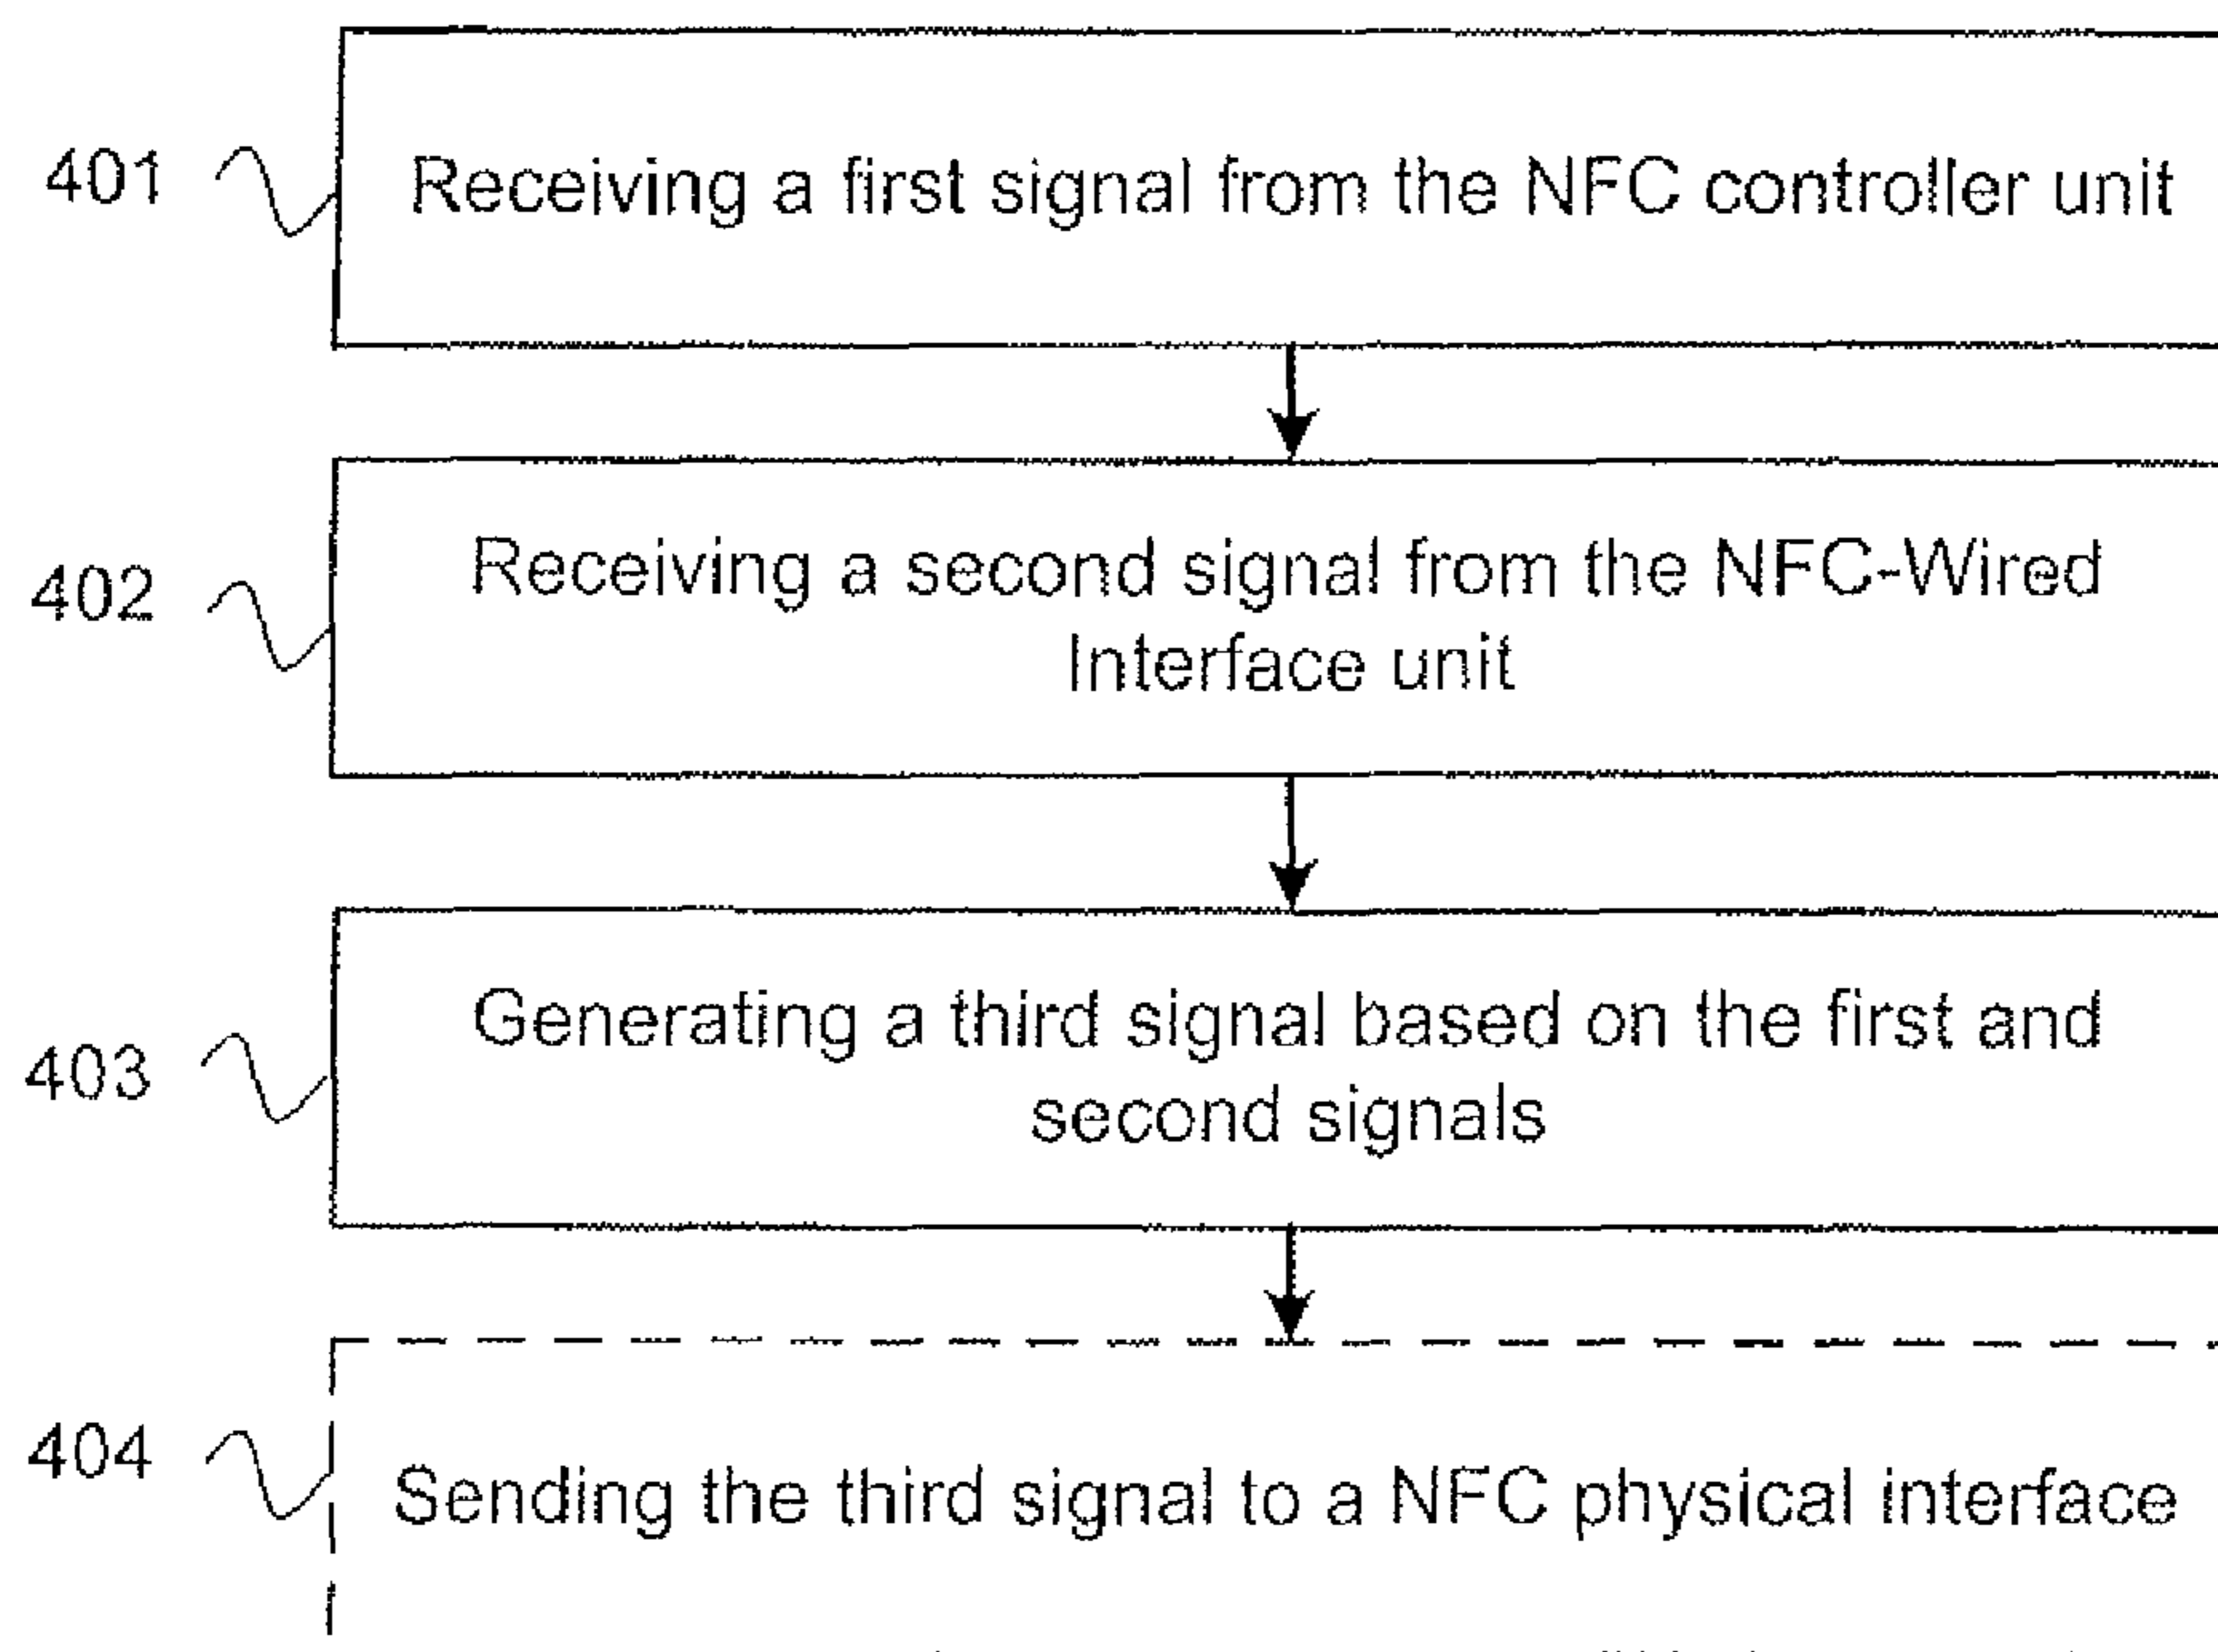 401
Receiving a first signal from the NFC controller unit
402
Receiving a second signal from the NFC-Wired
Interface unit
403
Generating a third signal based on the first and
second signals
404
Sending the third signal to a NFC physical interface